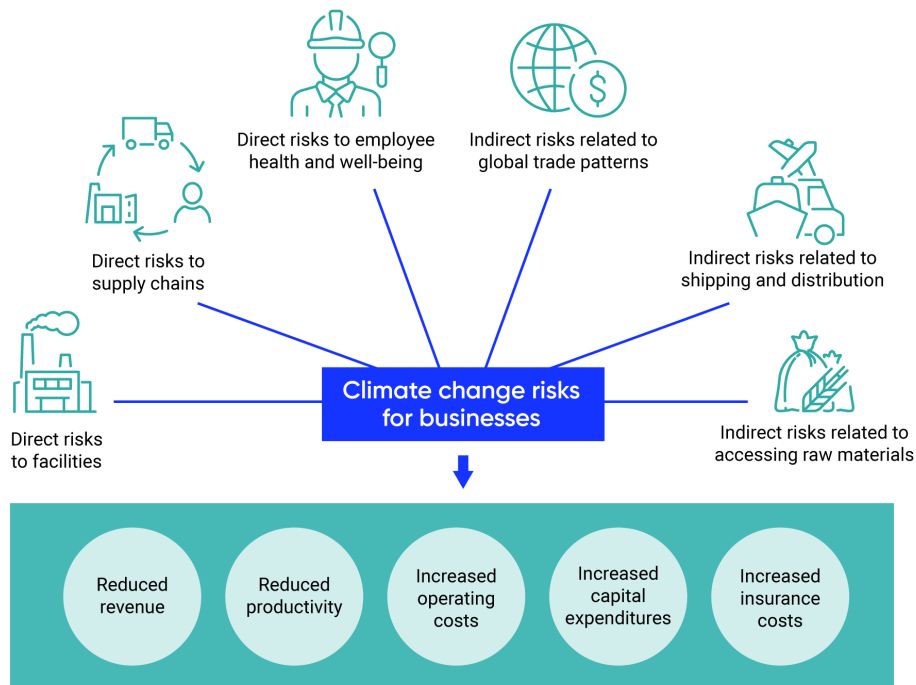 Direct risks to employee
health and well-being
Indirect risks related to
global trade patterns
$
Direct risks to
supply chains
Indirect risks related to
shipping and distribution
Direct risks
to facilities
Climate change risks
for businesses
Indirect risks related to
accessing raw materials
Reduced
revenue
Reduced
productivity
Increased
operating
costs
Increased
capital
expenditures
Increased
insurance
costs